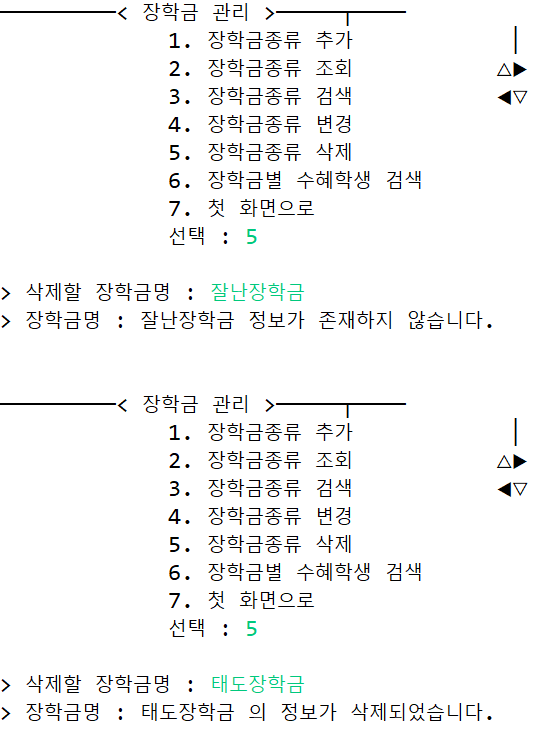 ───────────< 장학금 관리 >──────┬─────
1. 장학금종류 추가 │
2. 장학금종류 조회 △▶
3. 장학금종류 검색 ◀▽
4. 장학금종류 변경
5. 장학금종류 삭제
6. 장학금별 수혜학생 검색
7. 첫 화면으로
선택 : 5
> 삭제할 장학금명 : 잘난장학금
> 장학금명 : 잘난장학금 정보가 존재하지 않습니다.
───────────< 장학금 관리 >──────┬─────
1. 장학금종류 추가 │
2. 장학금종류 조회 △▶
3. 장학금종류 검색 ◀▽
4. 장학금종류 변경
5. 장학금종류 삭제
6. 장학금별 수혜학생 검색
7. 첫 화면으로
선택 : 5
> 삭제할 장학금명 : 태도장학금
> 장학금명 : 태도장학금 의 정보가 삭제되었습니다.